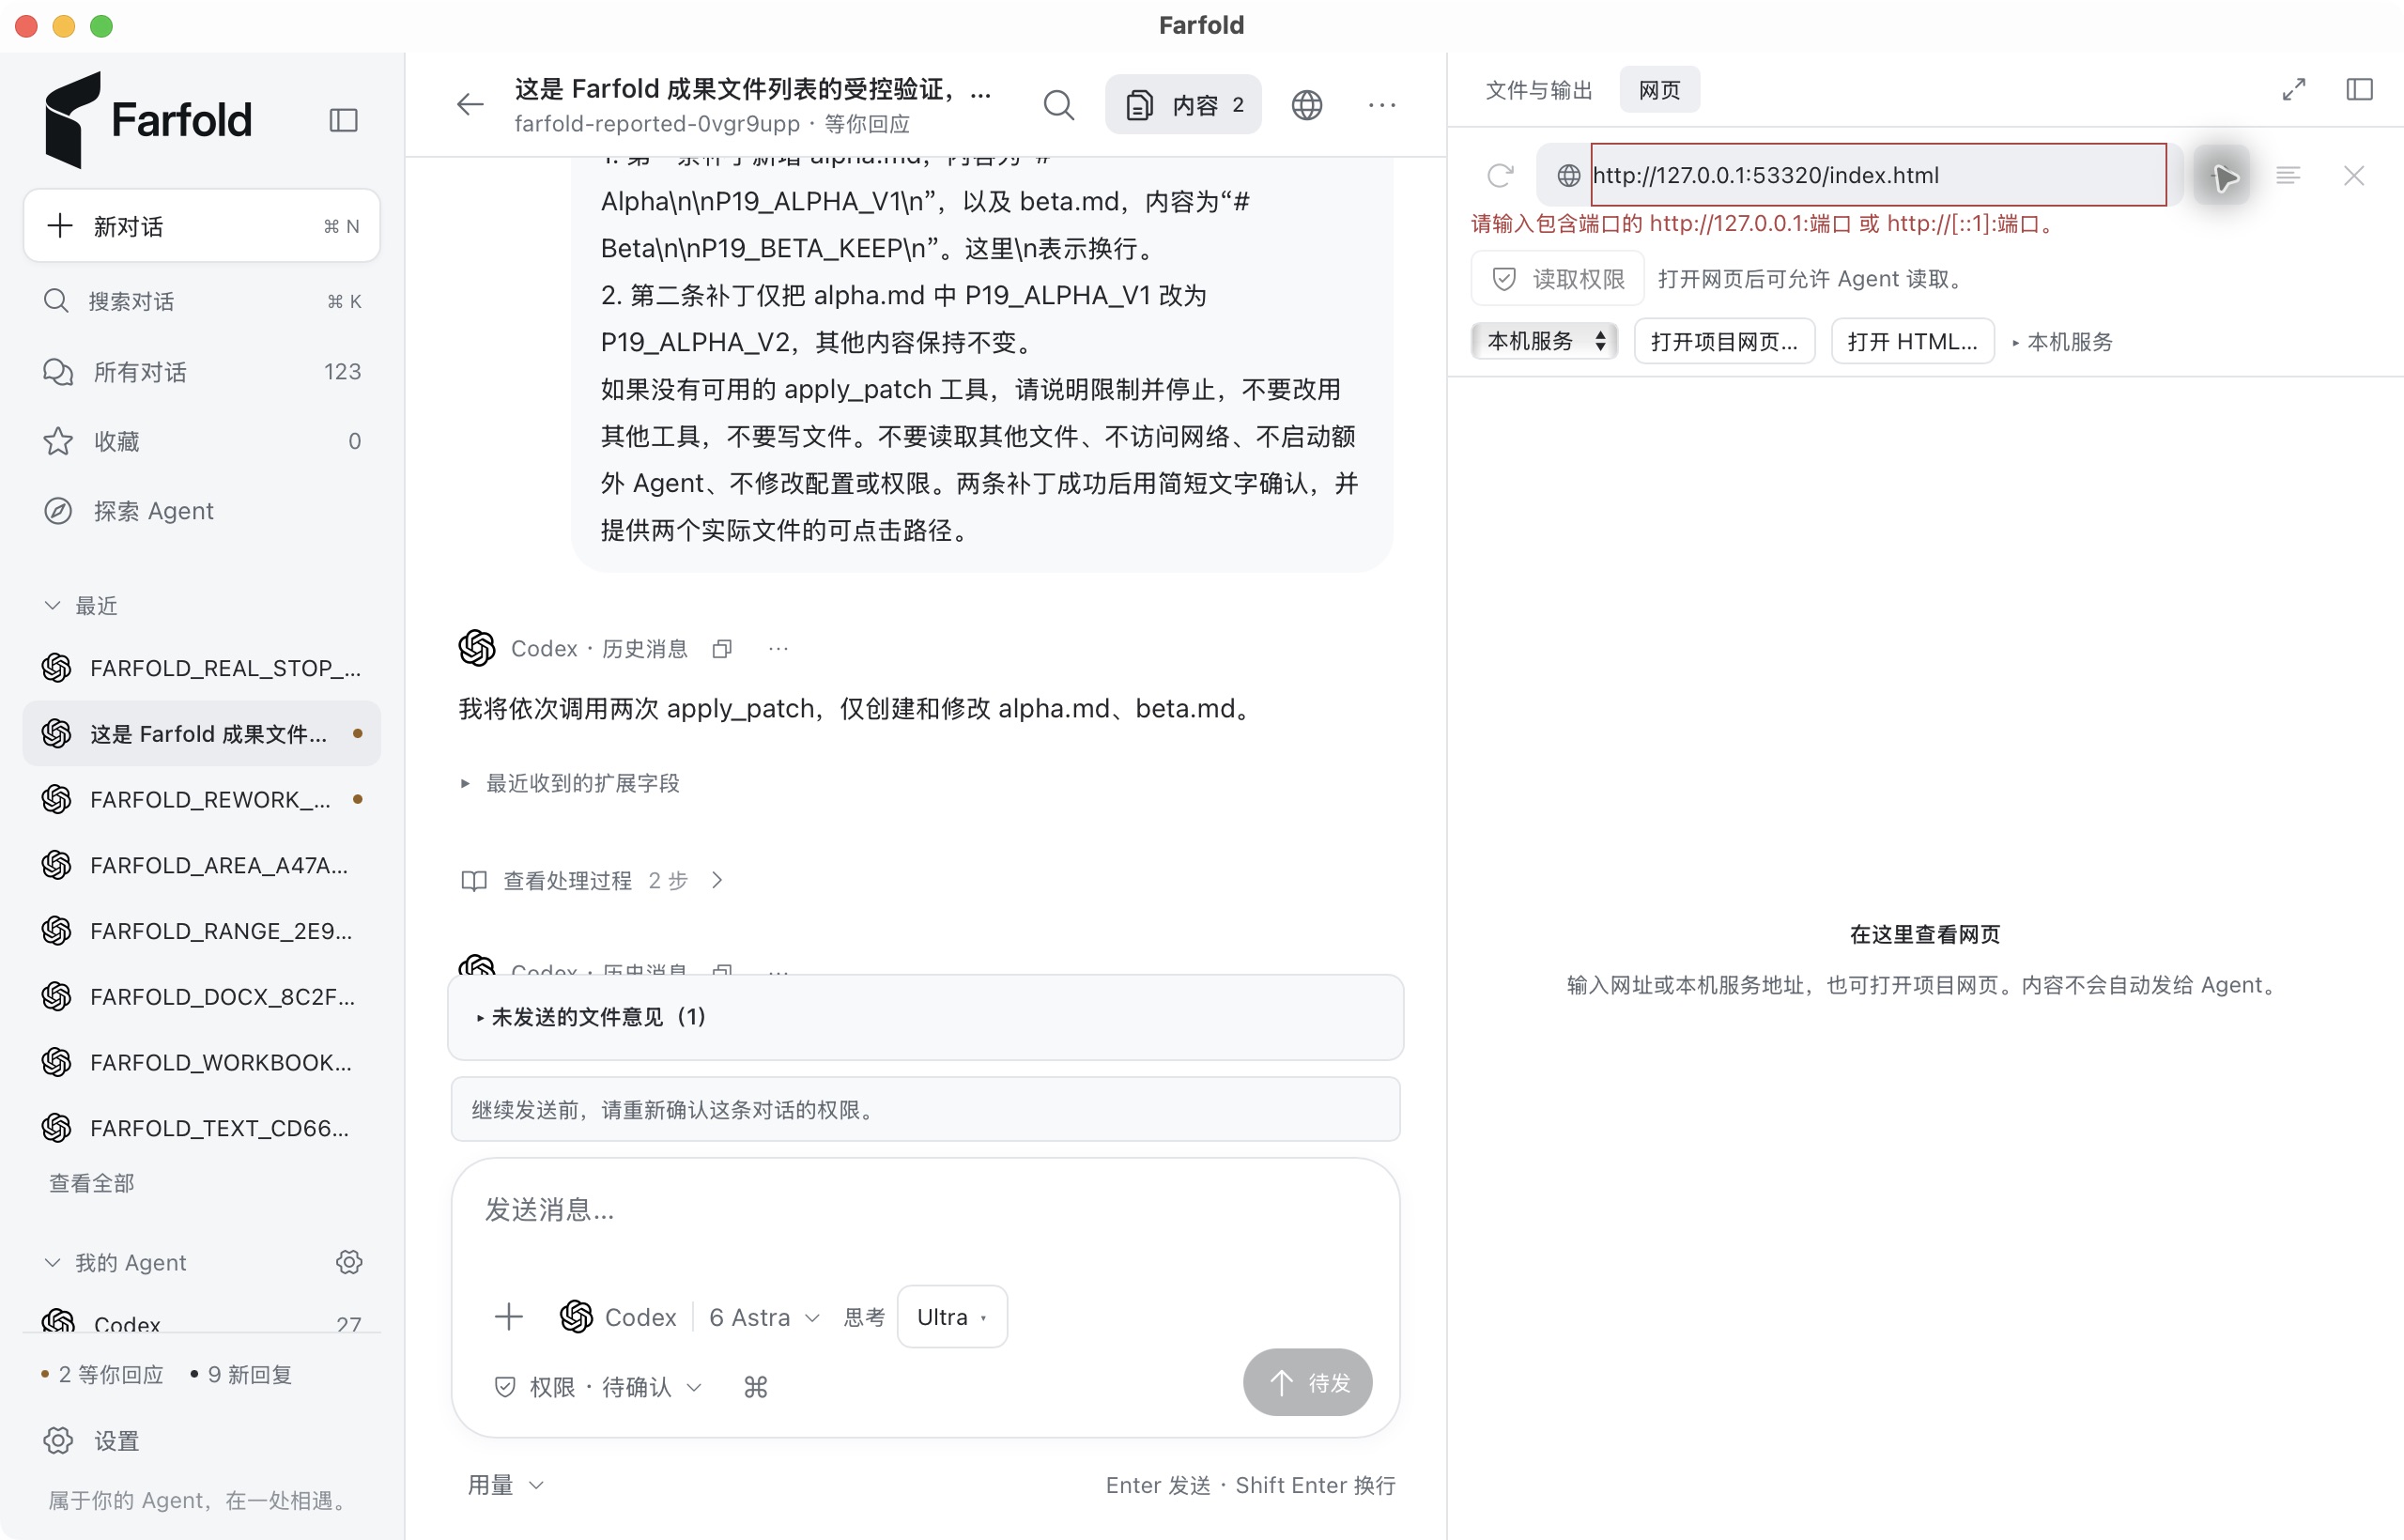 Farfold
Farfold
新对话 ⌘ N
搜索对话 ⌘ K
所有对话 123
收藏 0
探索 Agent
最近
FARFOLD_REAL_STOP_...
这是 Farfold 成果文件...
FARFOLD_REWORK_...
FARFOLD_AREA_A47A...
FARFOLD_RANGE_2E9...
FARFOLD_DOCX_8C2F...
FARFOLD_WORKBOOK...
FARFOLD_TEXT_CD66...
查看全部
我的 Agent
Codex 27
2 等你回应 9 新回复
设置
属于你的 Agent，在一处相遇。
这是 Farfold 成果文件列表的受控验证，...
farfold-reported-0vgr9upp · 等你回应
内容 2
1. 第一条补丁新增 alpha.md，内容为“#
Alpha\n\nP19_ALPHA_V1\n”，以及 beta.md，内容为“#
Beta\n\nP19_BETA_KEEP\n”。这里\n表示换行。
2. 第二条补丁仅把 alpha.md 中 P19_ALPHA_V1 改为
P19_ALPHA_V2，其他内容保持不变。
如果没有可用的 apply_patch 工具，请说明限制并停止，不要改用
其他工具，不要写文件。不要读取其他文件、不访问网络、不启动额
外 Agent、不修改配置或权限。两条补丁成功后用简短文字确认，并
提供两个实际文件的可点击路径。
Codex · 历史消息 ...
我将依次调用两次 apply_patch，仅创建和修改 alpha.md、beta.md。
最近收到的扩展字段
查看处理过程 2 步
Codex · 历史消息 ...
未发送的文件意见（1）
继续发送前，请重新确认这条对话的权限。
发送消息...
Codex 6 Astra 思考 Ultra
权限 · 待确认 ⌘ 待发
用量 Enter 发送 · Shift Enter 换行
文件与输出 网页
http://127.0.0.1:53320/index.html
请输入包含端口的 http://127.0.0.1:端口 或 http://[::1]:端口。
读取权限 打开网页后可允许 Agent 读取。
本机服务 打开项目网页... 打开 HTML... 本机服务
在这里查看网页
输入网址或本机服务地址，也可打开项目网页。内容不会自动发给 Agent。